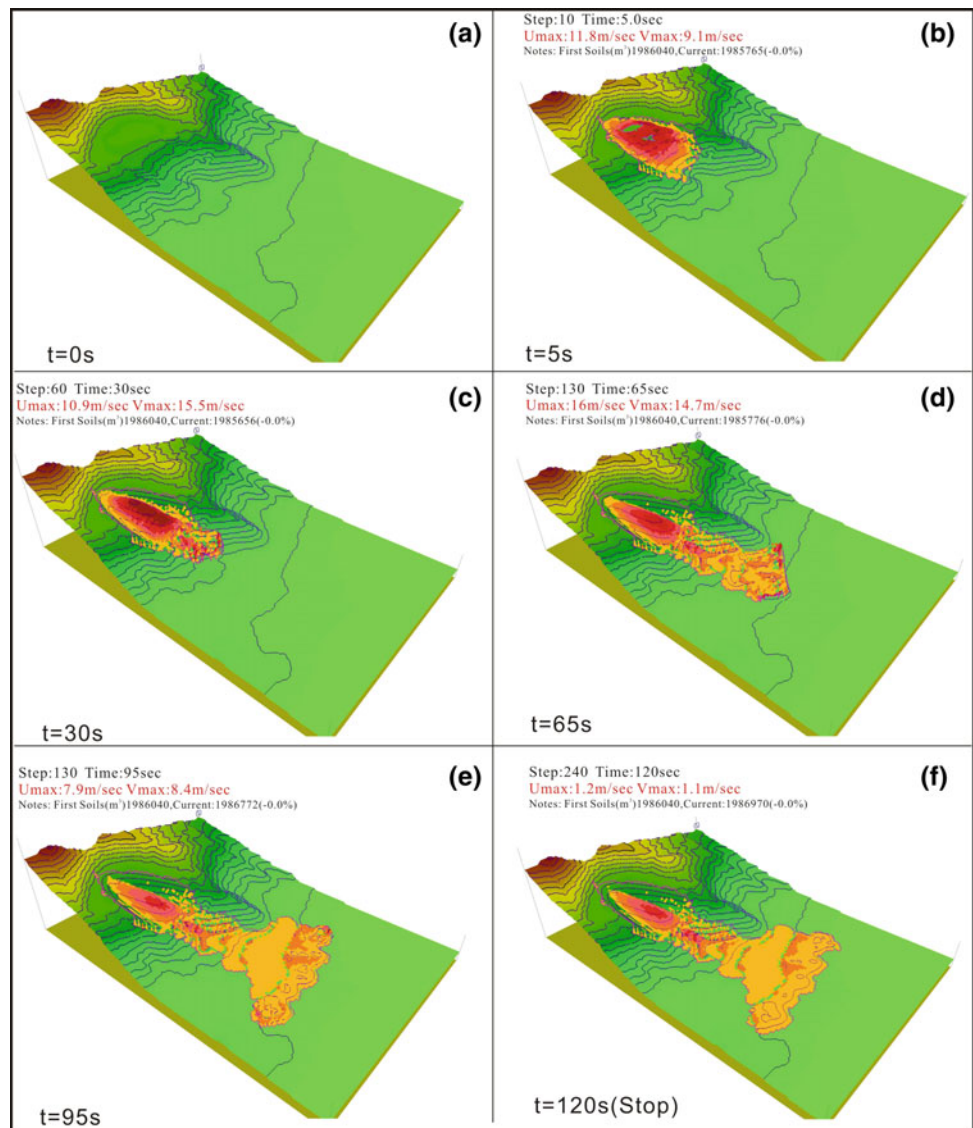 (a)
t=0s
Step:10 Time:5.0sec
Umax:11.8m/sec Vmax:9.1m/sec
Notes: First Soils(m³)1986040,Current:1985765(-0.0%)
(b)
t=5s
Step:60 Time:30sec
Umax:10.9m/sec Vmax:15.5m/sec
Notes: First Soils(m³)1986040,Current:1985656(-0.0%)
(c)
t=30s
Step:130 Time:65sec
Umax:16m/sec Vmax:14.7m/sec
Notes: First Soils(m³)1986040,Current:1985776(-0.0%)
(d)
t=65s
Step:130 Time:95sec
Umax:7.9m/sec Vmax:8.4m/sec
Notes: First Soils(m³)1986040,Current:1986772(-0.0%)
(e)
t=95s
Step:240 Time:120sec
Umax:1.2m/sec Vmax:1.1m/sec
Notes: First Soils(m³)1986040,Current:1986970(-0.0%)
(f)
t=120s(Stop)